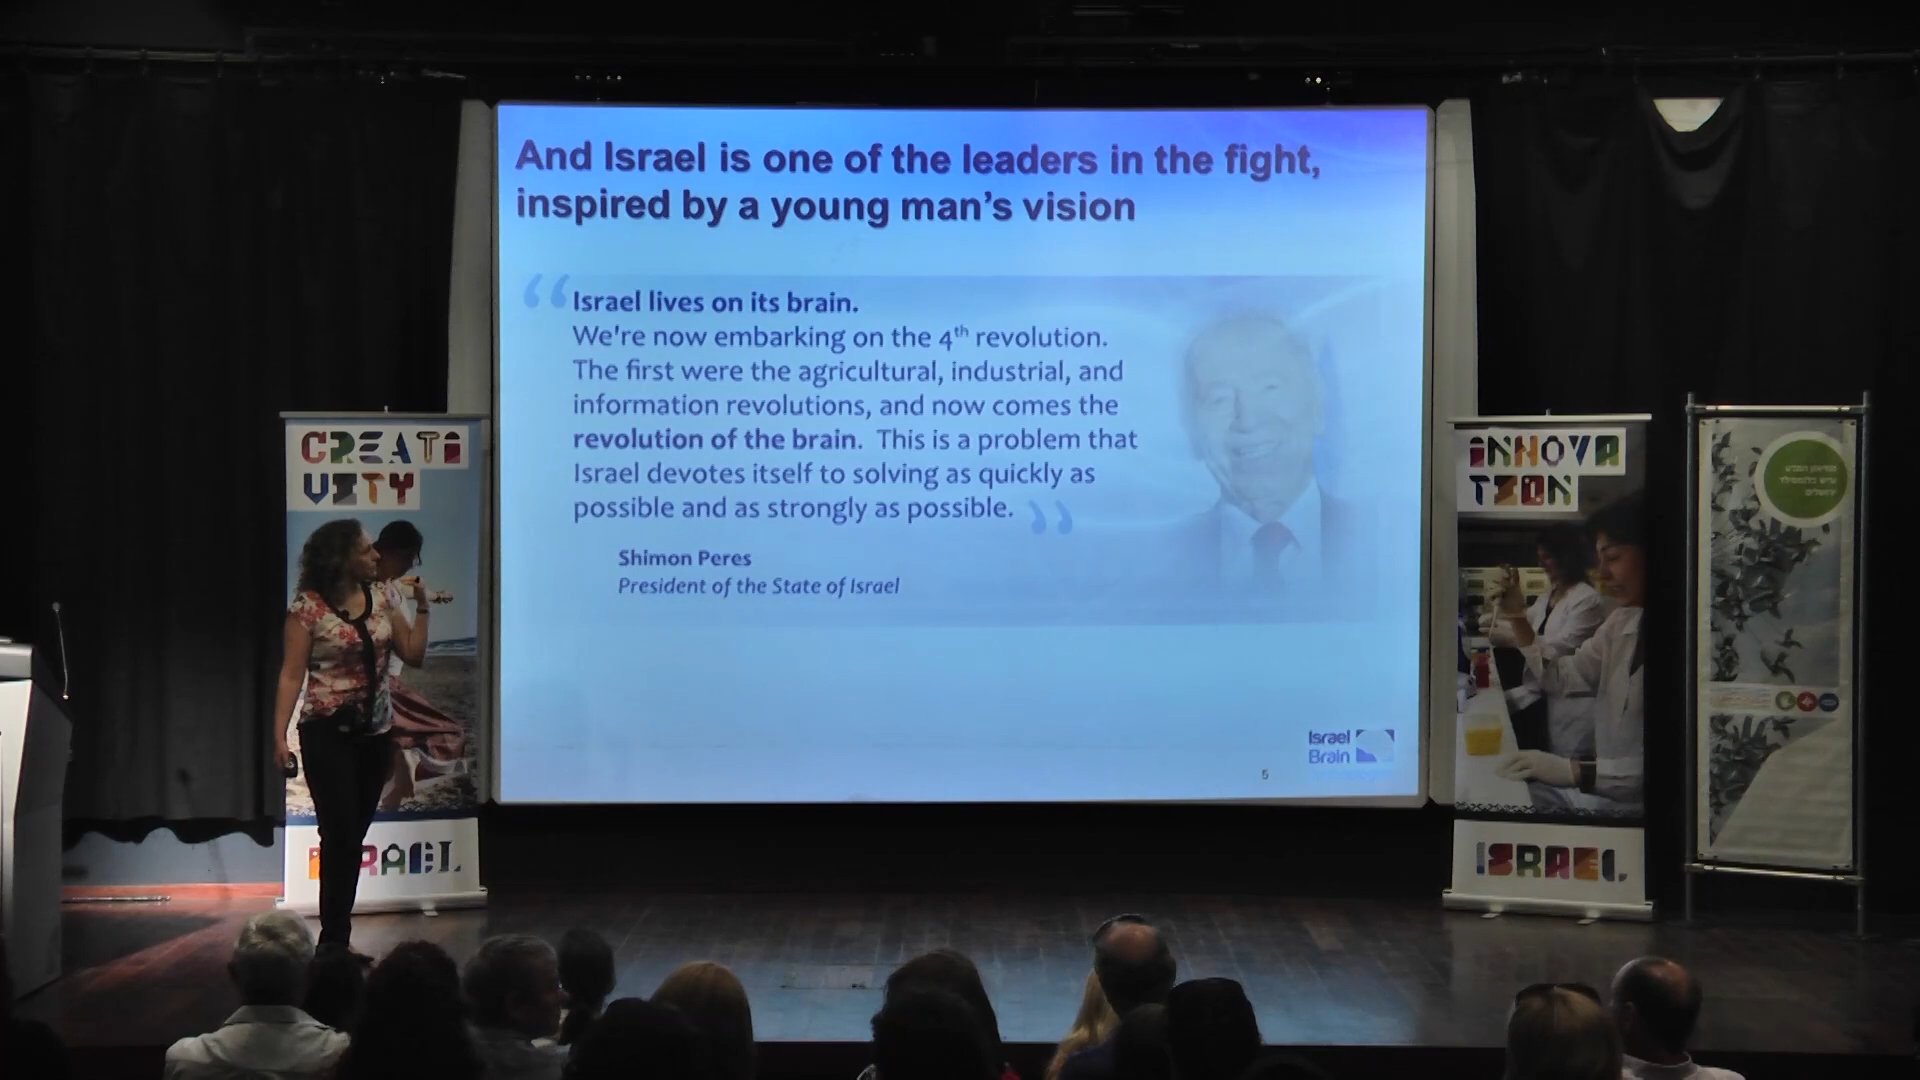 And Israel is one of the leaders in the fight,
inspired by a young man's vision
“ Israel lives on its brain.
We're now embarking on the 4th revolution.
The first were the agricultural, industrial, and
information revolutions, and now comes the
revolution of the brain. This is a problem that
Israel devotes itself to solving as quickly as
possible and as strongly as possible. ”
Shimon Peres
President of the State of Israel
Israel
Brain
5
CREATI
VITY
ISRAEL
INNOVA
TION
ISRAEL
מוזיאון המדע
ירושלים